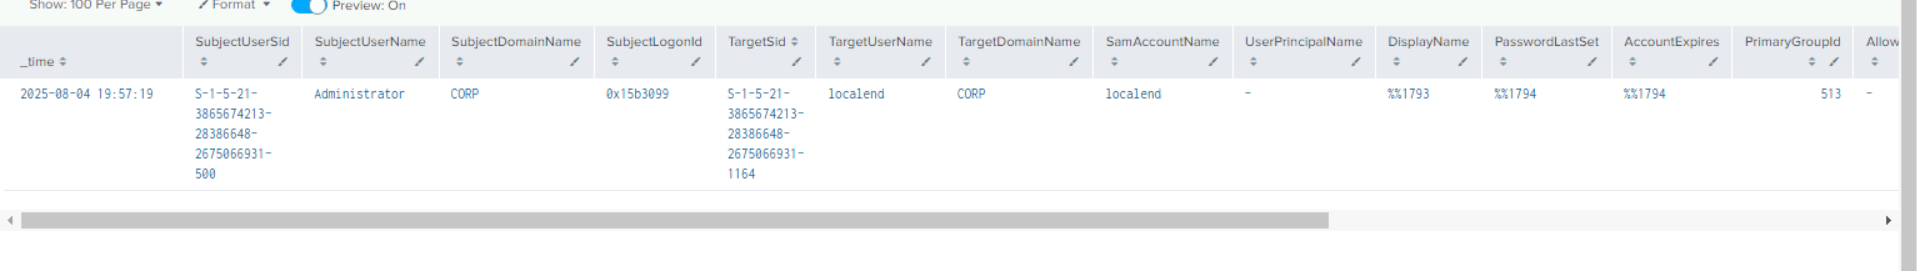 Show: 100 Per Page Format Preview: On
SubjectUserSid SubjectUserName SubjectDomainName SubjectLogonId TargetSid TargetUserName TargetDomainName SamAccountName UserPrincipalName DisplayName PasswordLastSet AccountExpires PrimaryGroupId Allow
_time
2025-08-04 19:57:19 S-1-5-21- Administrator CORP 0x15b3099 S-1-5-21- localend CORP localend - %%1793 %%1794 %%1794 513 -
3865674213- 3865674213-
28386648- 28386648-
2675066931- 2675066931-
500 1164